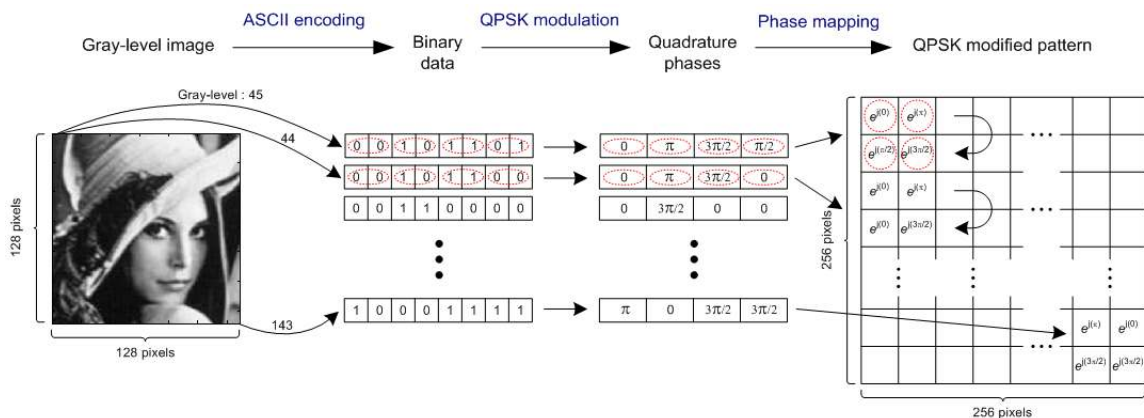 ASCII encoding QPSK modulation Phase mapping
Gray-level image Binary data Quadrature phases QPSK modified pattern
Gray-level : 45
44
143
128 pixels
128 pixels
0 0 1 0 1 1 0 1
0 0 1 0 1 1 0 0
0 0 1 1 0 0 0 0
1 0 0 0 1 1 1 1
0 π 3π/2 π/2
0 π 3π/2 0
0 3π/2 0 0
π 0 3π/2 3π/2
256 pixels
e^j(0) e^j(π) ...
e^j(π/2) e^j(3π/2)
e^j(0) e^j(π) ...
e^j(0) e^j(3π/2)
e^j(π) e^j(0)
... e^j(3π/2) e^j(3π/2)
256 pixels